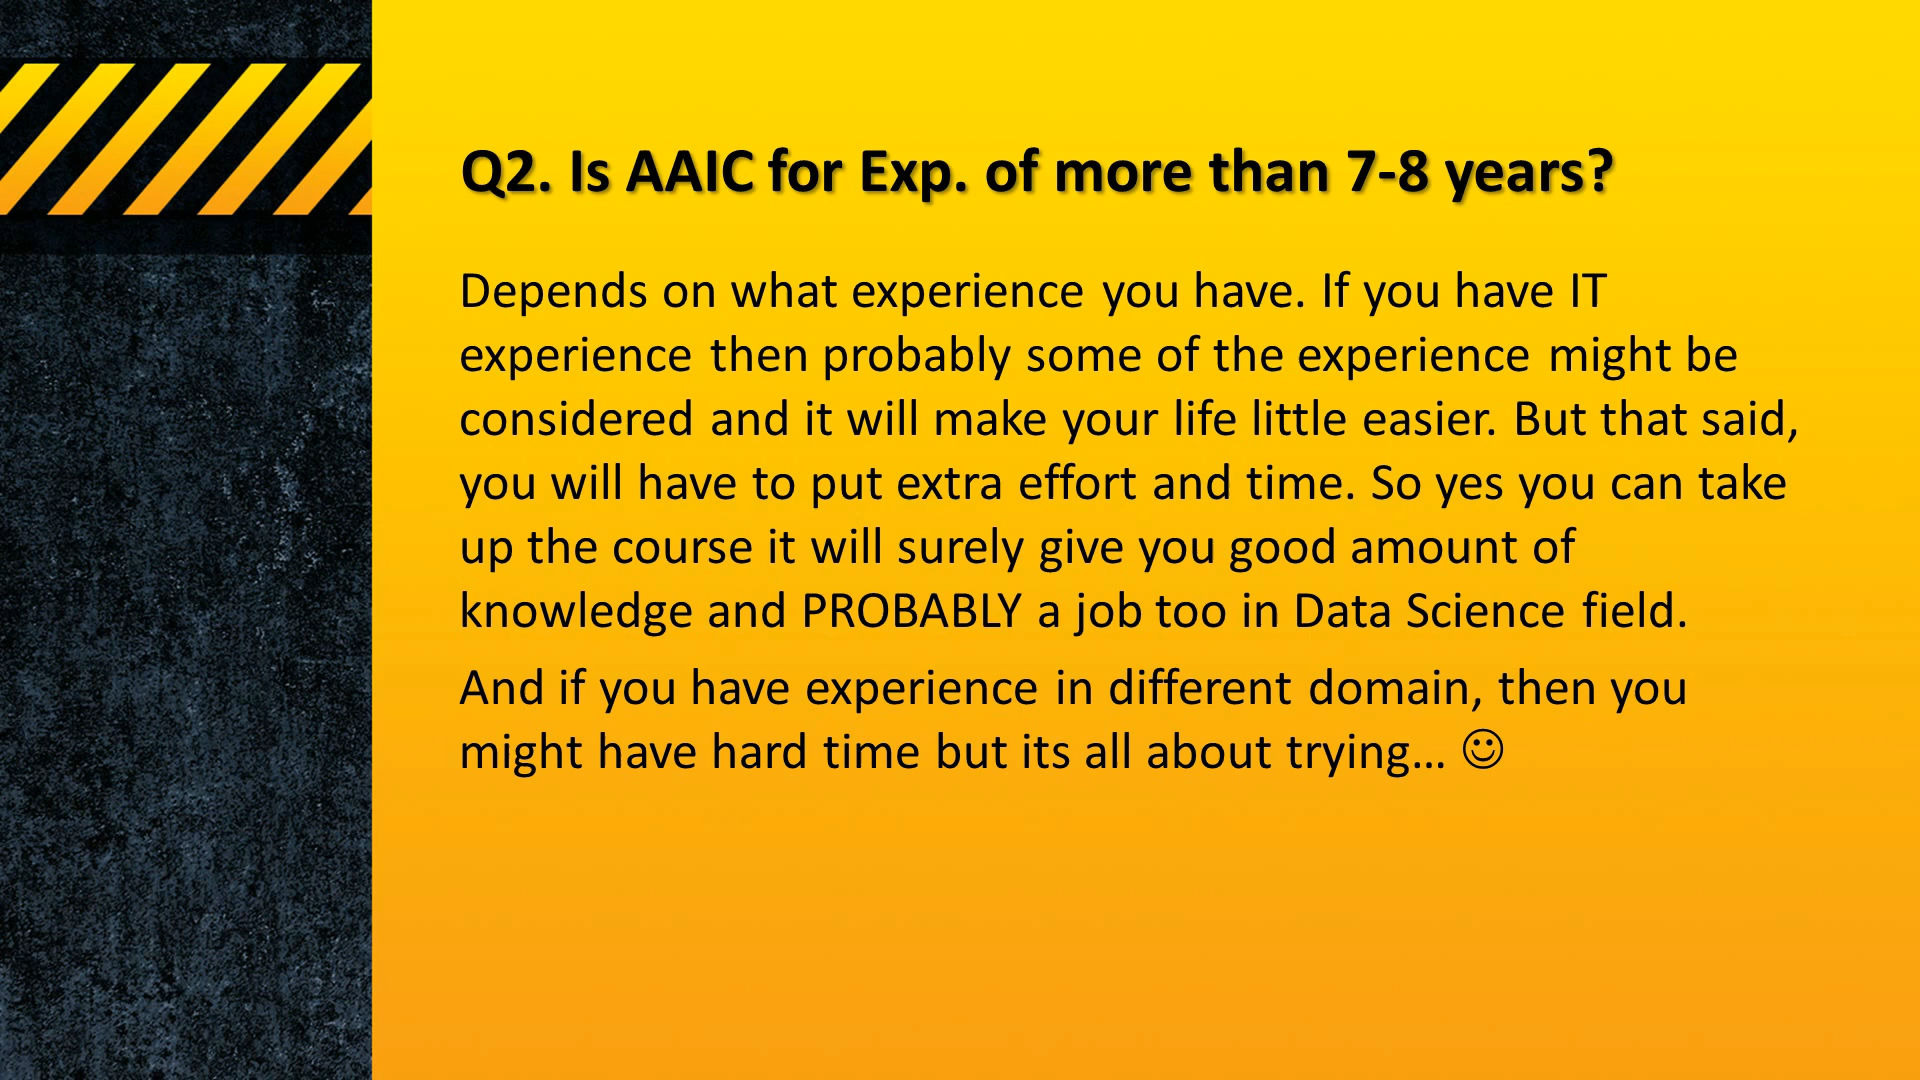 Q2. Is AAIC for Exp. of more than 7-8 years?
Depends on what experience you have. If you have IT
experience then probably some of the experience might be
considered and it will make your life little easier. But that said,
you will have to put extra effort and time. So yes you can take
up the course it will surely give you good amount of
knowledge and PROBABLY a job too in Data Science field.
And if you have experience in different domain, then you
might have hard time but its all about trying… ☺